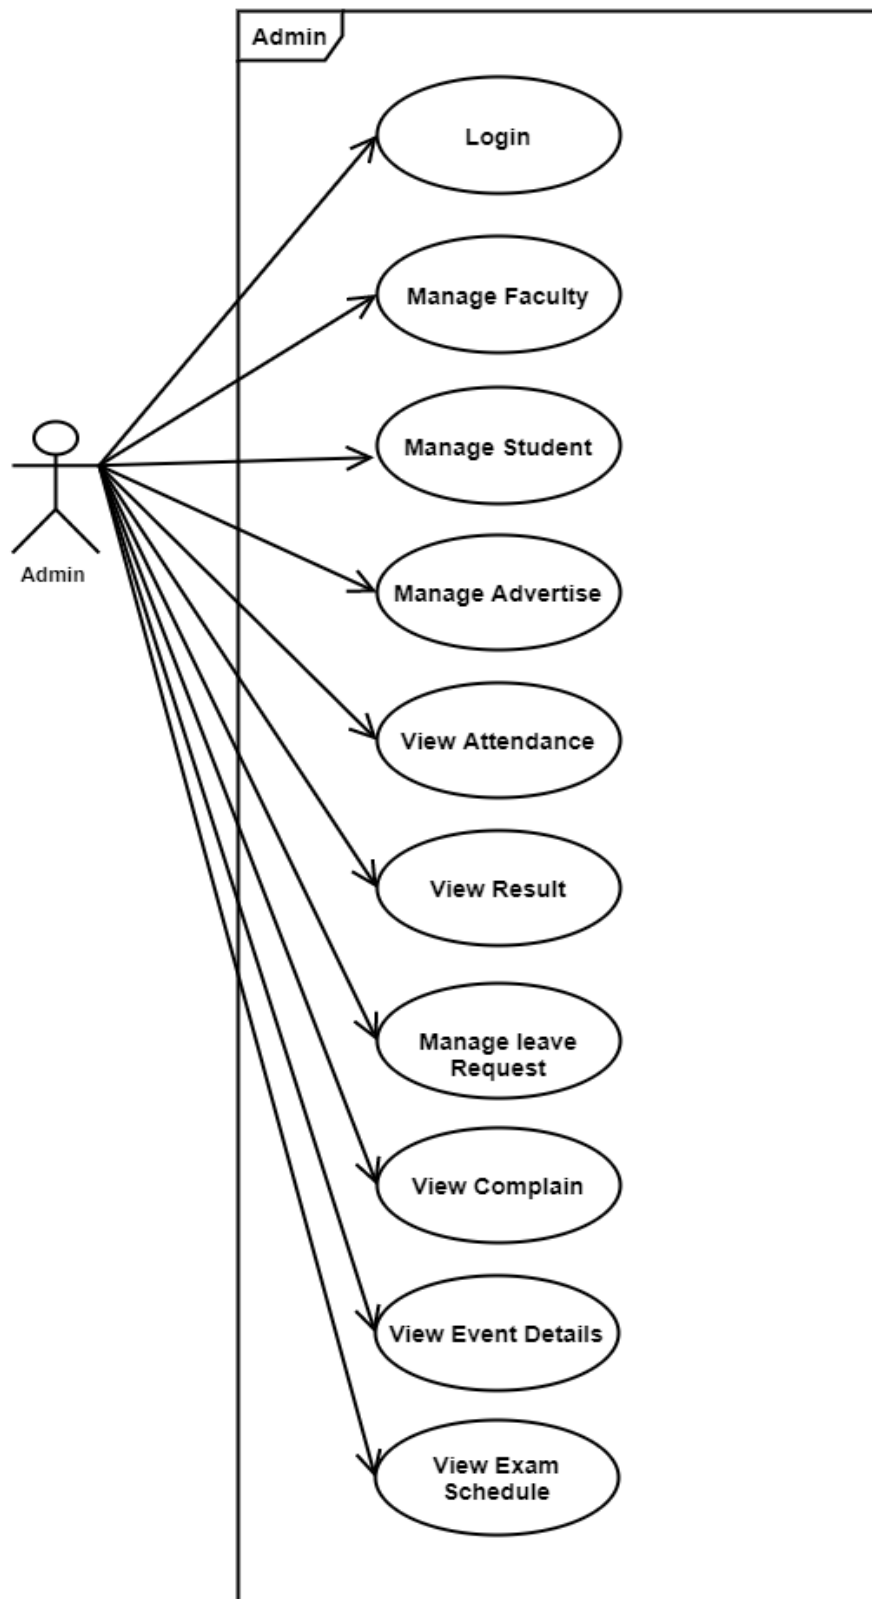 Admin
Login
Manage Faculty
Manage Student
Admin
Manage Advertise
View Attendance
View Result
Manage leave
Request
View Complain
View Event Details
View Exam
Schedule